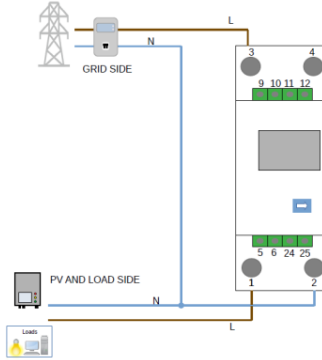 L
N
3 4
GRID SIDE
9 10 11 12
5 6 24 25
PV AND LOAD SIDE
1 2
N
L
Loads